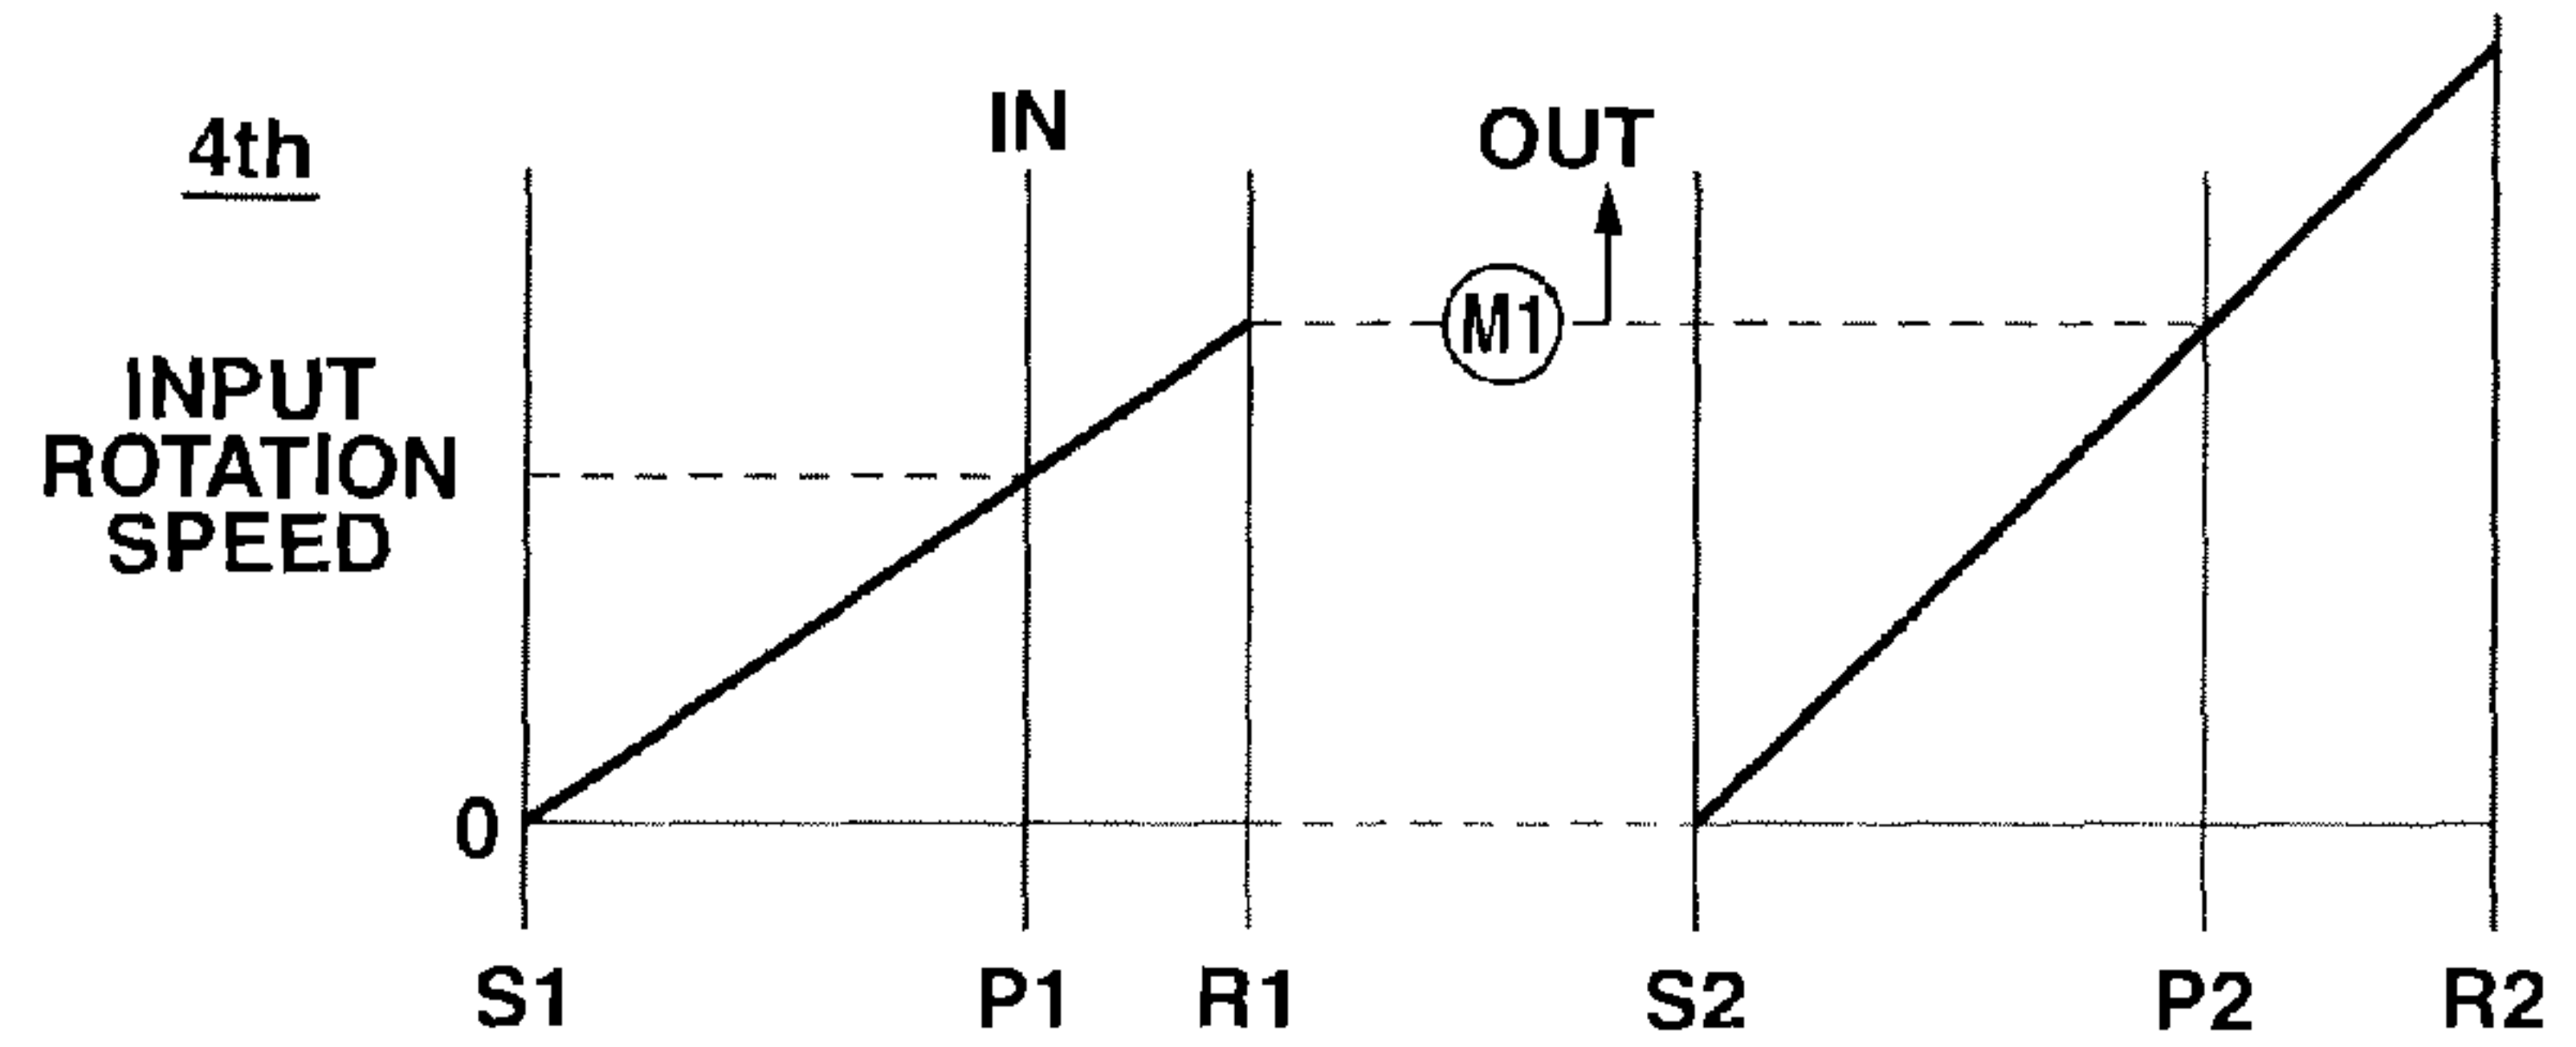 4th
IN
OUT
M1
INPUT
ROTATION
SPEED
0
S1
P1
R1
S2
P2
R2